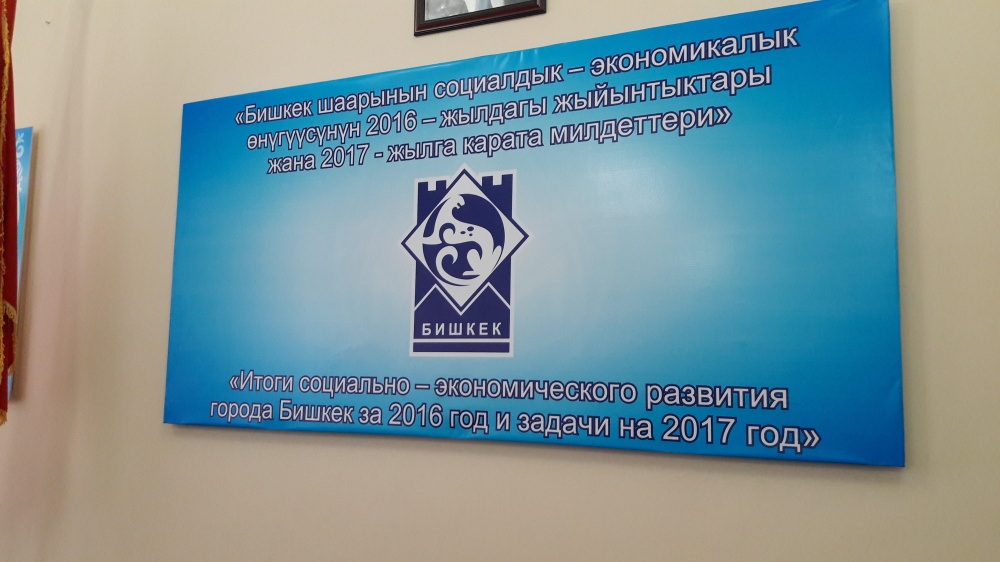 «Бишкек шаарынын социалдык – экономикалык
өнүгүүсүнүн 2016 – жылдагы жыйынтыктары
жана 2017 - жылга карата милдеттери»
БИШКЕК
«Итоги социально – экономического развития
города Бишкек за 2016 год и задачи на 2017 год»